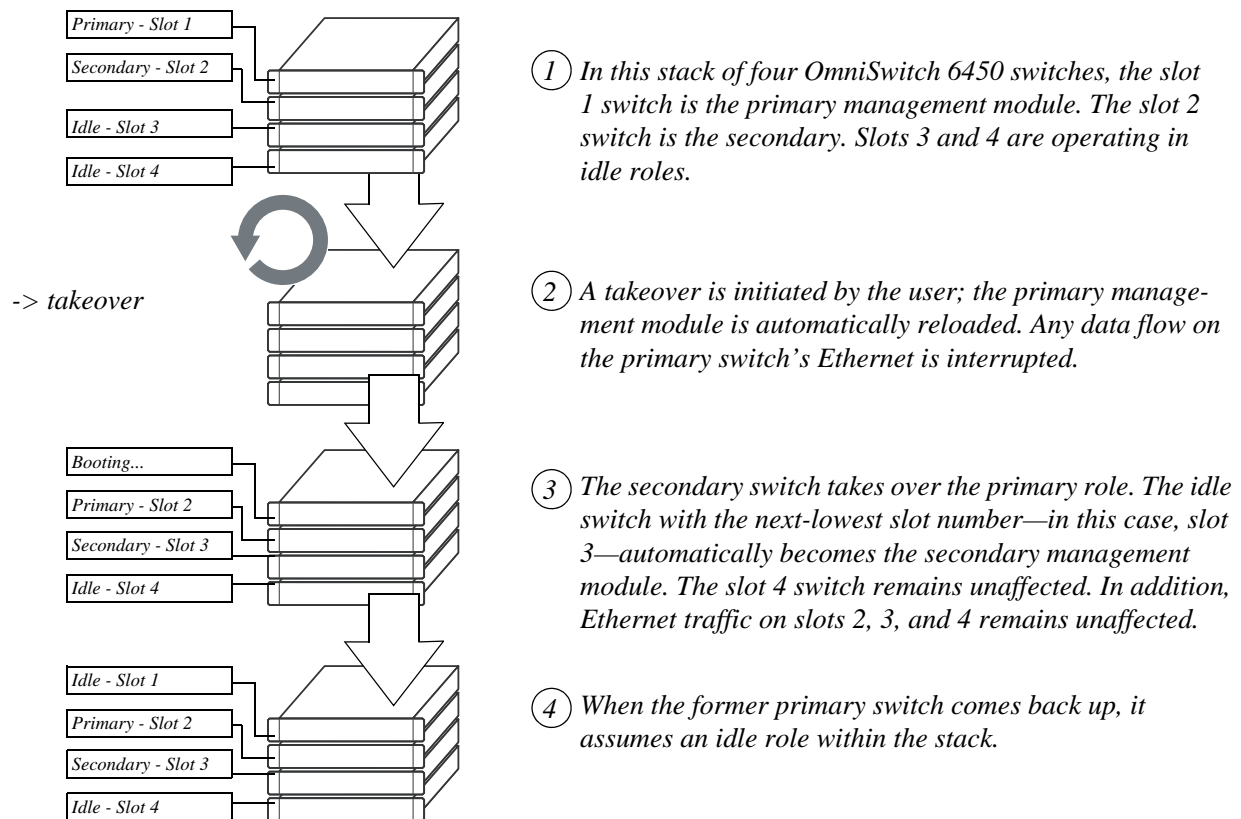 Primary - Slot 1
Secondary - Slot 2
Idle - Slot 3
Idle - Slot 4
1 In this stack of four OmniSwitch 6450 switches, the slot
1 switch is the primary management module. The slot 2
switch is the secondary. Slots 3 and 4 are operating in
idle roles.
-> takeover
2 A takeover is initiated by the user; the primary manage-
ment module is automatically reloaded. Any data flow on
the primary switch’s Ethernet is interrupted.
Booting...
Primary - Slot 2
Secondary - Slot 3
Idle - Slot 4
3 The secondary switch takes over the primary role. The idle
switch with the next-lowest slot number—in this case, slot
3—automatically becomes the secondary management
module. The slot 4 switch remains unaffected. In addition,
Ethernet traffic on slots 2, 3, and 4 remains unaffected.
Idle - Slot 1
Primary - Slot 2
Secondary - Slot 3
Idle - Slot 4
4 When the former primary switch comes back up, it
assumes an idle role within the stack.